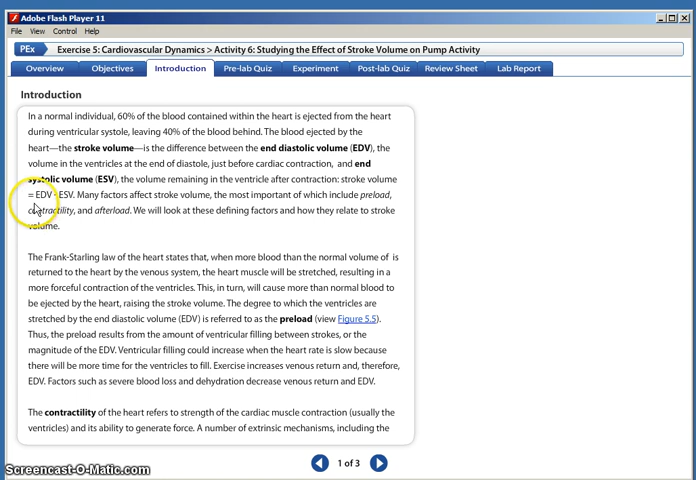 Adobe Flash Player 11
File View Control Help
PEx Exercise 5: Cardiovascular Dynamics > Activity 6: Studying the Effect of Stroke Volume on Pump Activity
Overview Objectives Introduction Pre-lab Quiz Experiment Post-lab Quiz Review Sheet Lab Report
Introduction
In a normal individual, 60% of the blood contained within the heart is ejected from the heart
during ventricular systole, leaving 40% of the blood behind. The blood ejected by the
heart—the stroke volume—is the difference between the end diastolic volume (EDV), the
volume in the ventricles at the end of diastole, just before cardiac contraction, and end
systolic volume (ESV), the volume remaining in the ventricle after contraction: stroke volume
= EDV - ESV. Many factors affect stroke volume, the most important of which include preload,
contractility, and afterload. We will look at these defining factors and how they relate to stroke
volume.
The Frank-Starling law of the heart states that, when more blood than the normal volume of is
returned to the heart by the venous system, the heart muscle will be stretched, resulting in a
more forceful contraction of the ventricles. This, in turn, will cause more than normal blood to
be ejected by the heart, raising the stroke volume. The degree to which the ventricles are
stretched by the end diastolic volume (EDV) is referred to as the preload (view Figure 5.5).
Thus, the preload results from the amount of ventricular filling between strokes, or the
magnitude of the EDV. Ventricular filling could increase when the heart rate is slow because
there will be more time for the ventricles to fill. Exercise increases venous return and, therefore,
EDV. Factors such as severe blood loss and dehydration decrease venous return and EDV.
The contractility of the heart refers to strength of the cardiac muscle contraction (usually the
ventricles) and its ability to generate force. A number of extrinsic mechanisms, including the
1 of 3
Screencast-O-Matic.com